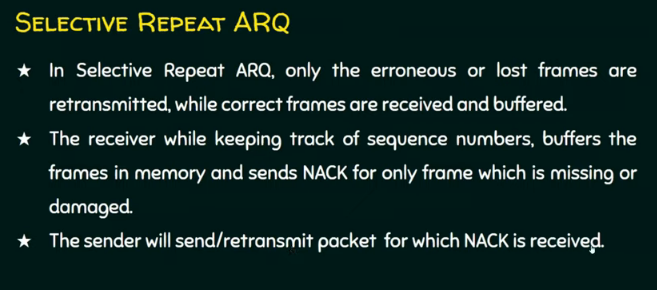 SELECTIVE REPEAT ARQ
★ In Selective Repeat ARQ, only the erroneous or lost frames are
retransmitted, while correct frames are received and buffered.
★ The receiver while keeping track of sequence numbers, buffers the
frames in memory and sends NACK for only frame which is missing or
damaged.
★ The sender will send/retransmit packet for which NACK is received.